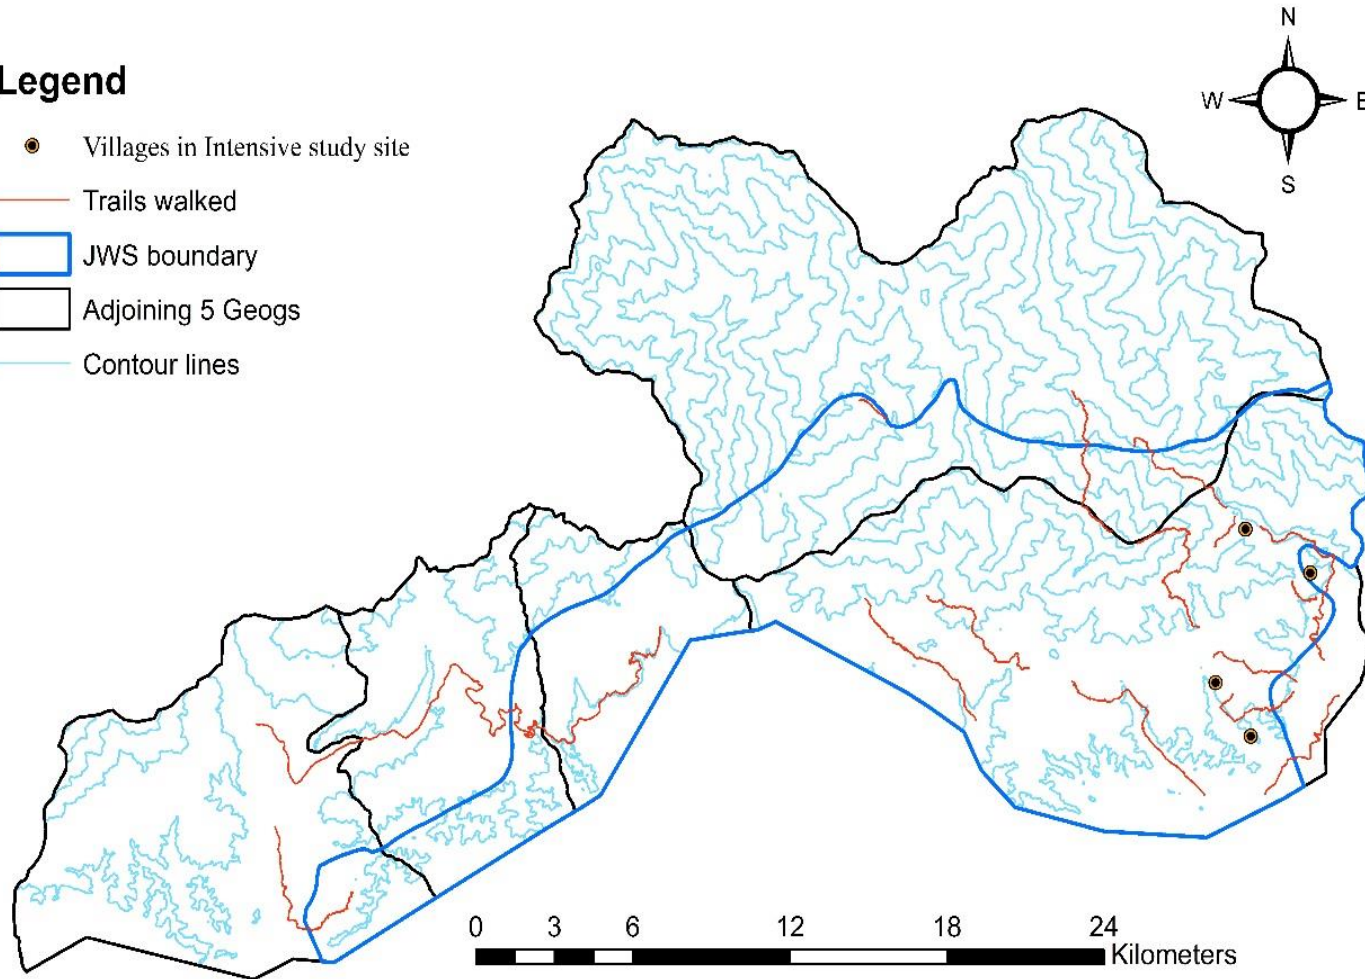 N
W
E
S
Legend
Villages in Intensive study site
Trails walked
JWS boundary
Adjoining 5 Geogs
Contour lines
0 3 6 12 18 24
Kilometers